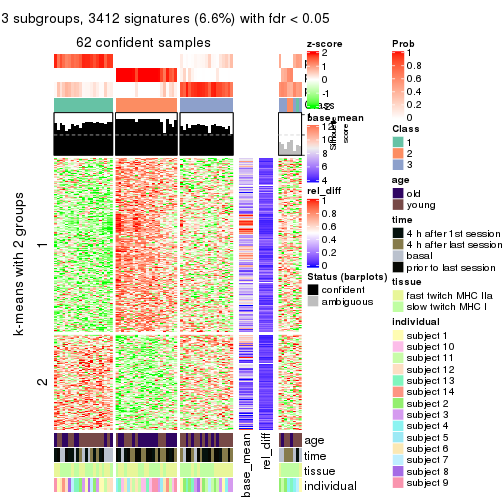 3 subgroups, 3412 signatures (6.6%) with fdr < 0.05
62 confident samples
k-means with 2 groups
1
2
base_mean
rel_diff
age
time
tissue
individual
z-score
2
1
0
-1
-2
base_mean
12
10
8
6
4
rel_diff
1
0.8
0.6
0.4
0.2
0
Status (barplots)
confident
ambiguous
score
Prob
1
0.8
0.6
0.4
0.2
0
Class
1
2
3
age
old
young
time
4 h after 1st session
4 h after last session
basal
prior to last session
tissue
fast twitch MHC IIa
slow twitch MHC I
individual
subject 1
subject 10
subject 11
subject 12
subject 13
subject 14
subject 2
subject 3
subject 4
subject 5
subject 6
subject 7
subject 8
subject 9